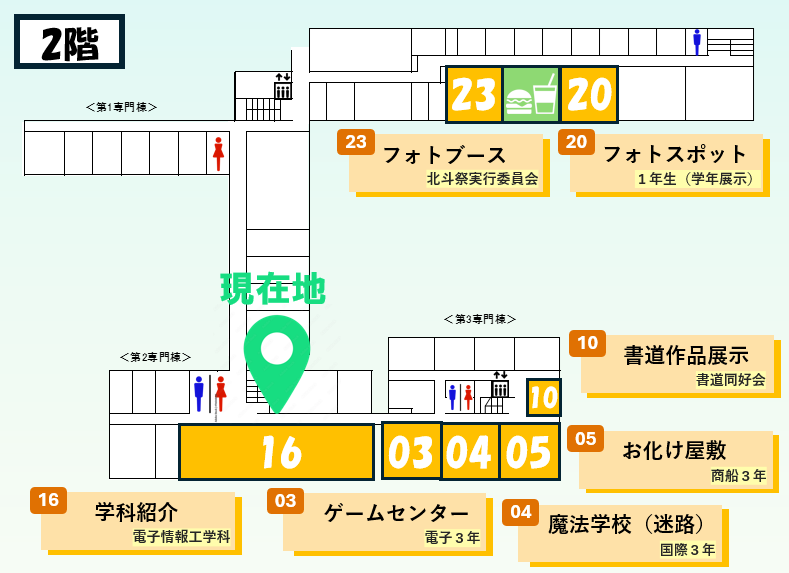 2階
＜第1専門棟＞
23
20
23
フォトブース
北斗祭実行委員会
20
フォトスポット
１年生（学年展示）
現在地
＜第3専門棟＞
＜第2専門棟＞
10
書道作品展示
書道同好会
10
16
03
04
05
05
お化け屋敷
商船３年
16
学科紹介
電子情報工学科
03
ゲームセンター
電子３年
04
魔法学校（迷路）
国際３年